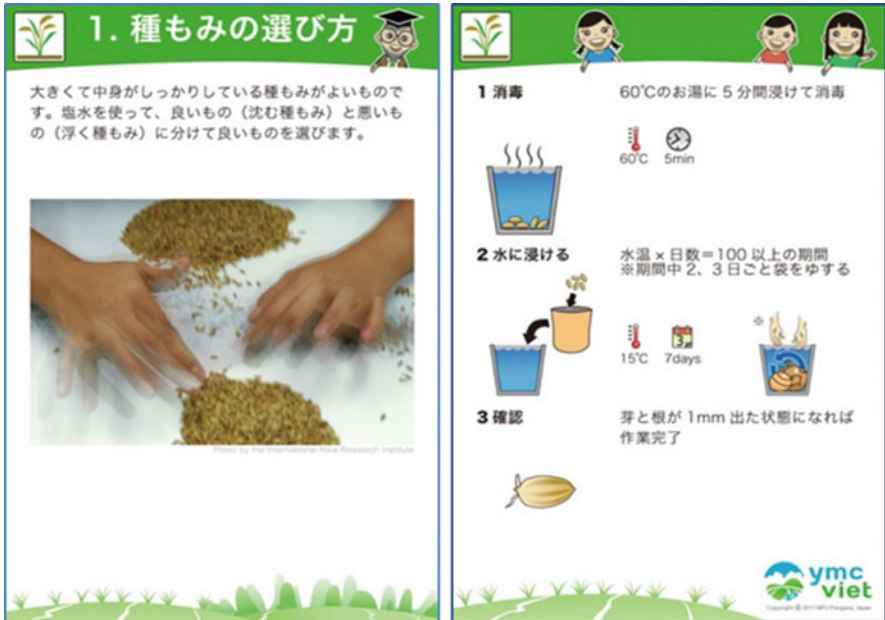 1. 種もみの選び方
大きくて中身がしっかりしている種もみがよいもので
す。塩水を使って、良いもの（沈む種もみ）と悪いも
の（浮く種もみ）に分けて良いものを選びます。
Photo by the International Rice Research Institute
1 消毒
60℃のお湯に 5 分間浸けて消毒
60℃ 5min
2 水に浸ける
水温 × 日数＝100 以上の期間
※期間中 2、3 日ごと袋をゆする
※
3
15℃ 7days
3 確認
芽と根が 1mm 出た状態になれば
作業完了
ymc
viet